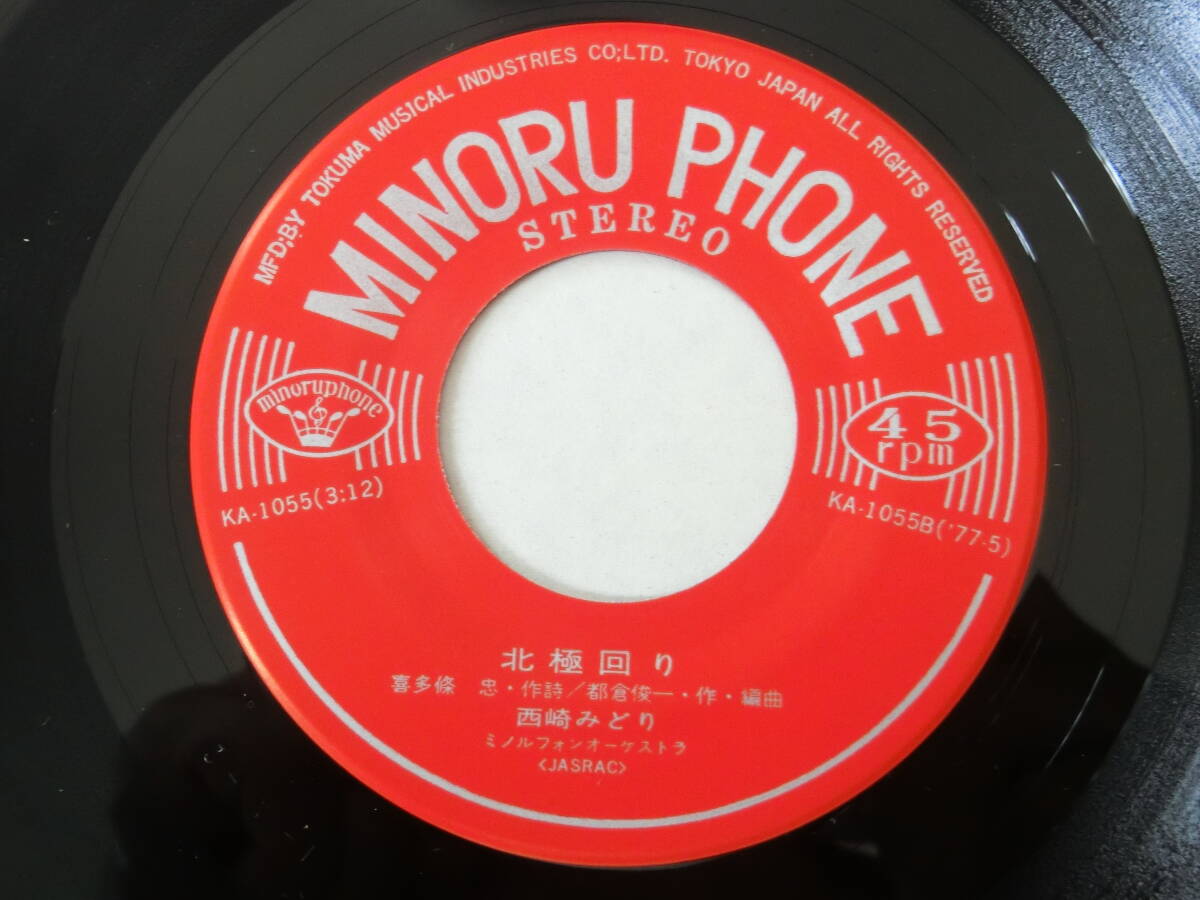 MFD;BY TOKUMA MUSICAL INDUSTRIES CO;LTD. TOKYO JAPAN ALL RIGHTS RESERVED
MINORU PHONE
STEREO
minoruphone
45
rpm
KA-1055(3:12)
KA-1055B('77-5)
北極回り
喜多條 忠・作詩/都倉俊一・作・編曲
西崎みどり
ミノルフォンオーケストラ
<JASRAC>